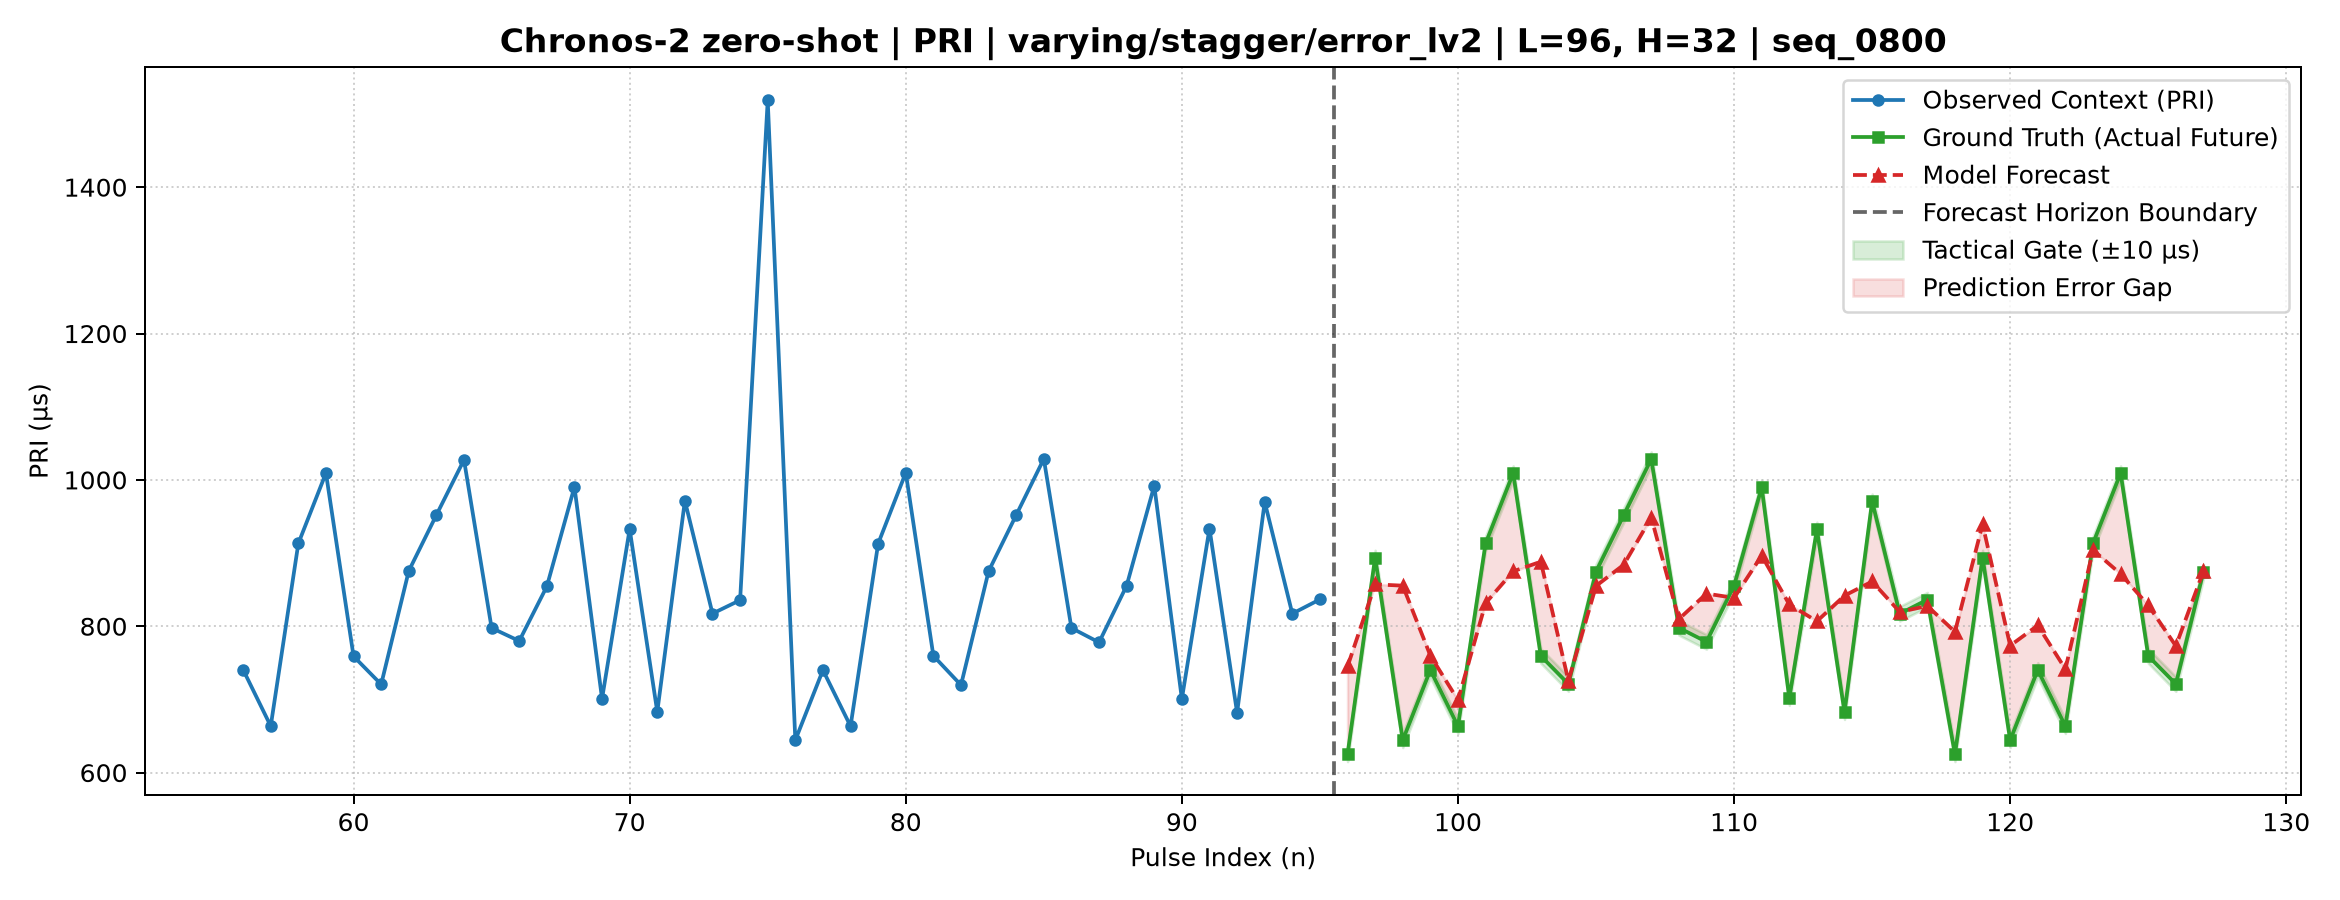 Chronos-2 zero-shot | PRI | varying/stagger/error_lv2 | L=96, H=32 | seq_0800
Observed Context (PRI)
Ground Truth (Actual Future)
Model Forecast
Forecast Horizon Boundary
Tactical Gate (±10 µs)
Prediction Error Gap
PRI (µs)
1400
1200
1000
800
600
60 70 80 90 100 110 120 130
Pulse Index (n)